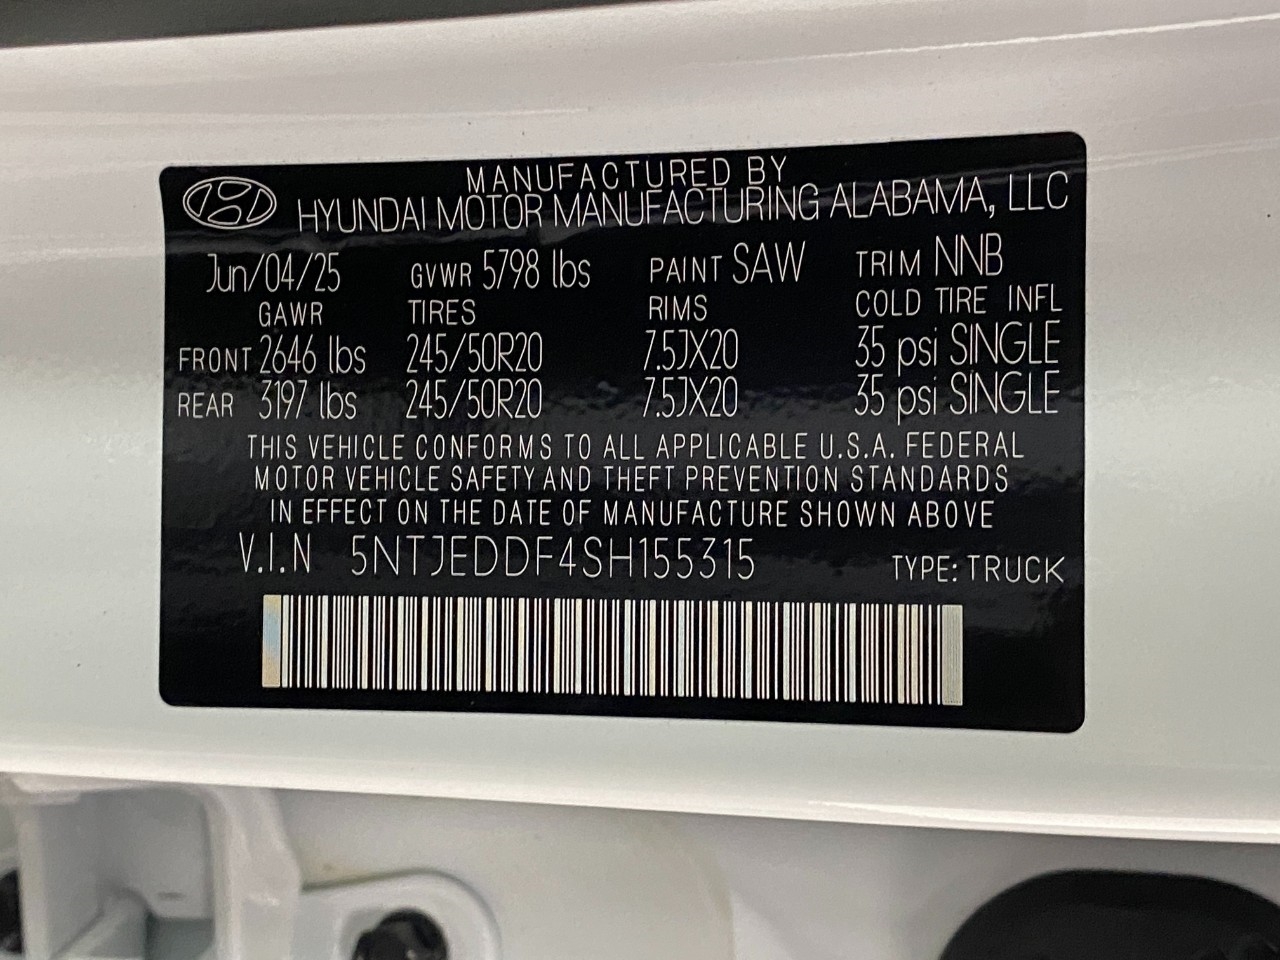 MANUFACTURED BY
HYUNDAI MOTOR MANUFACTURING ALABAMA, LLC
Jun/04/25 GVWR 5798 lbs PAINT SAW TRIM NNB
GAWR TIRES RIMS COLD TIRE INFL
FRONT 2646 lbs 245/50R20 7.5JX20 35 psi SINGLE
REAR 3197 lbs 245/50R20 7.5JX20 35 psi SINGLE
THIS VEHICLE CONFORMS TO ALL APPLICABLE U.S.A. FEDERAL
MOTOR VEHICLE SAFETY AND THEFT PREVENTION STANDARDS
IN EFFECT ON THE DATE OF MANUFACTURE SHOWN ABOVE
V.I.N 5NTJEDDF4SH155315 TYPE: TRUCK